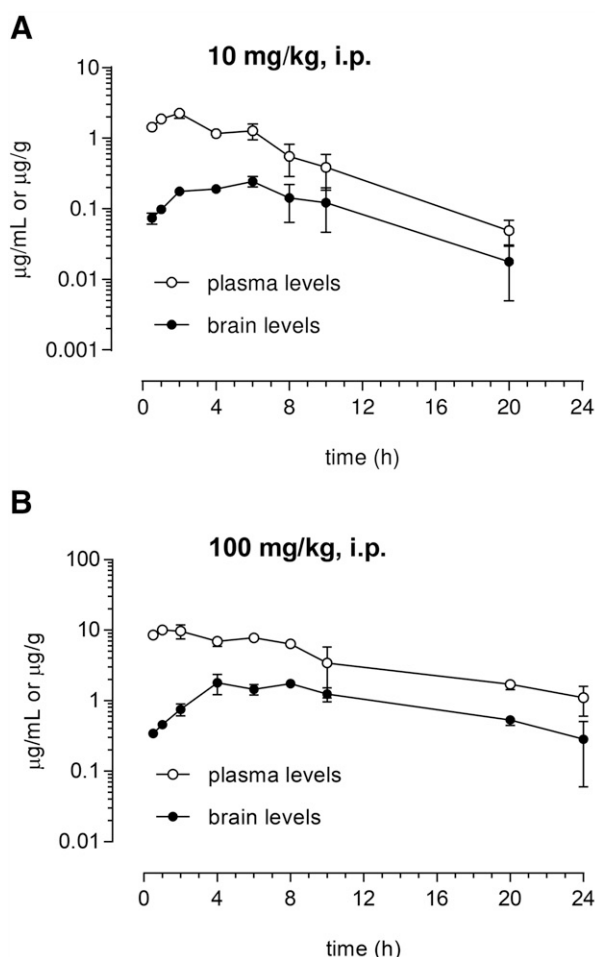 A
10 mg/kg, i.p.
µg/mL or µg/g
10
1
0.1
0.01
0.001
plasma levels
brain levels
0 4 8 12 16 20 24
time (h)
B
100 mg/kg, i.p.
µg/mL or µg/g
100
10
1
0.1
0.01
plasma levels
brain levels
0 4 8 12 16 20 24
time (h)